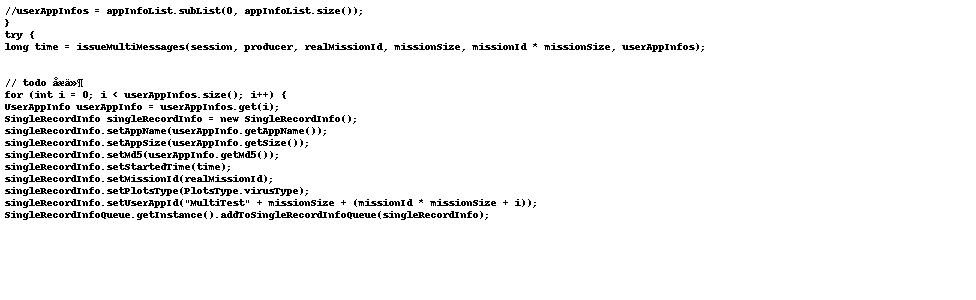 //userAppInfos = appInfoList.subList(0, appInfoList.size());
}
try {
long time = issueMultiMessages(session, producer, realMissionId, missionSize, missionId * missionSize, userAppInfos);
// todo åæä»¶
for (int i = 0; i < userAppInfos.size(); i++) {
UserAppInfo userAppInfo = userAppInfos.get(i);
SingleRecordInfo singleRecordInfo = new SingleRecordInfo();
singleRecordInfo.setAppName(userAppInfo.getAppName());
singleRecordInfo.setAppSize(userAppInfo.getSize());
singleRecordInfo.setMd5(userAppInfo.getMd5());
singleRecordInfo.setStartedTime(time);
singleRecordInfo.setMissionId(realMissionId);
singleRecordInfo.setPlotsType(PlotsType.virusType);
singleRecordInfo.setUserAppId("MultiTest" + missionSize + (missionId * missionSize + i));
SingleRecordInfoQueue.getInstance().addToSingleRecordInfoQueue(singleRecordInfo);